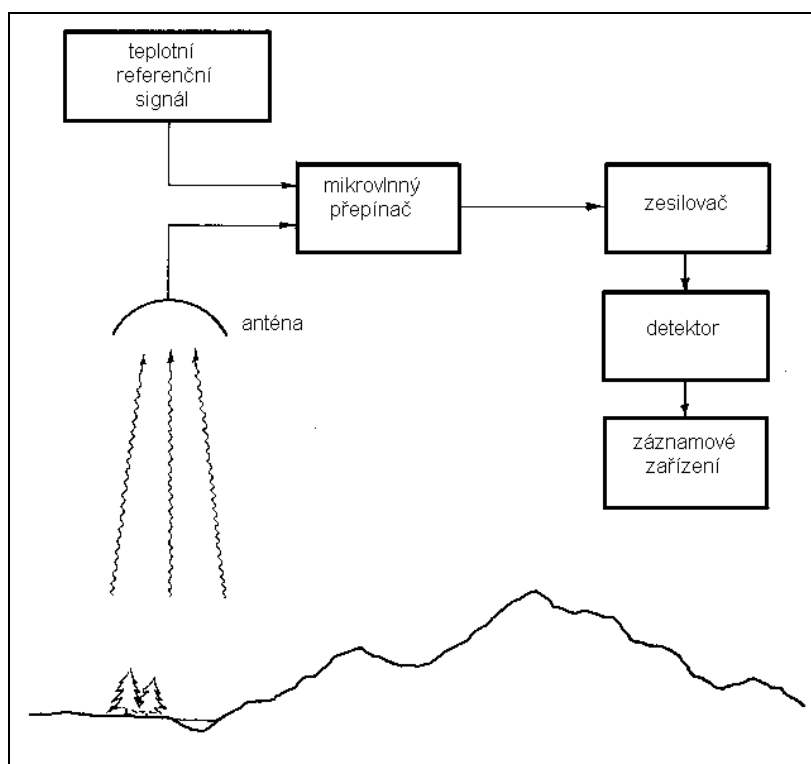 teplotní
referenční
signál
mikrovlnný
přepínač
zesilovač
anténa
detektor
záznamové
zařízení